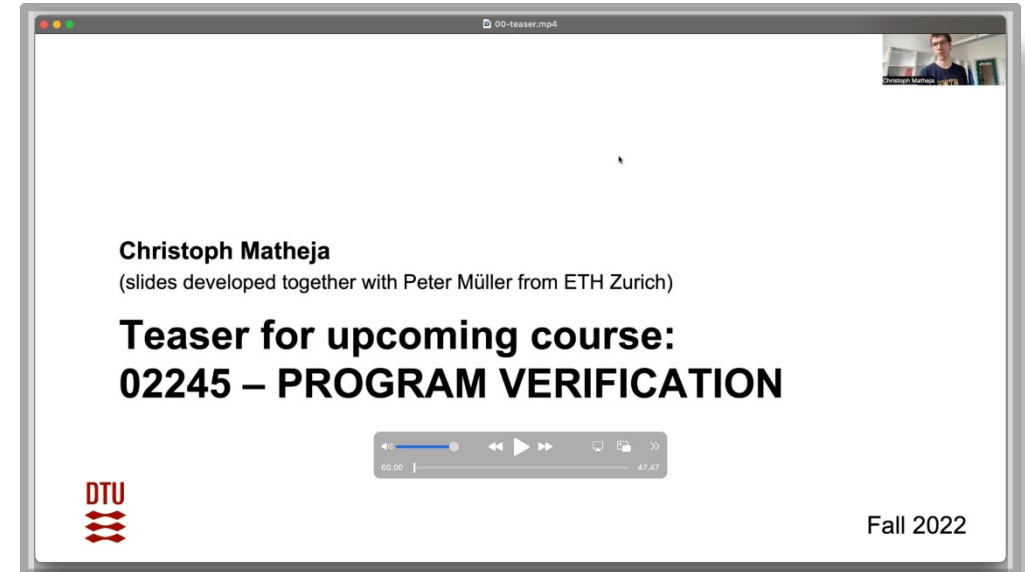 00-teaser.mp4
Christoph Matheja
Christoph Matheja
(slides developed together with Peter Müller from ETH Zurich)
Teaser for upcoming course:
02245 – PROGRAM VERIFICATION
00.00
47.47
DTU
Fall 2022